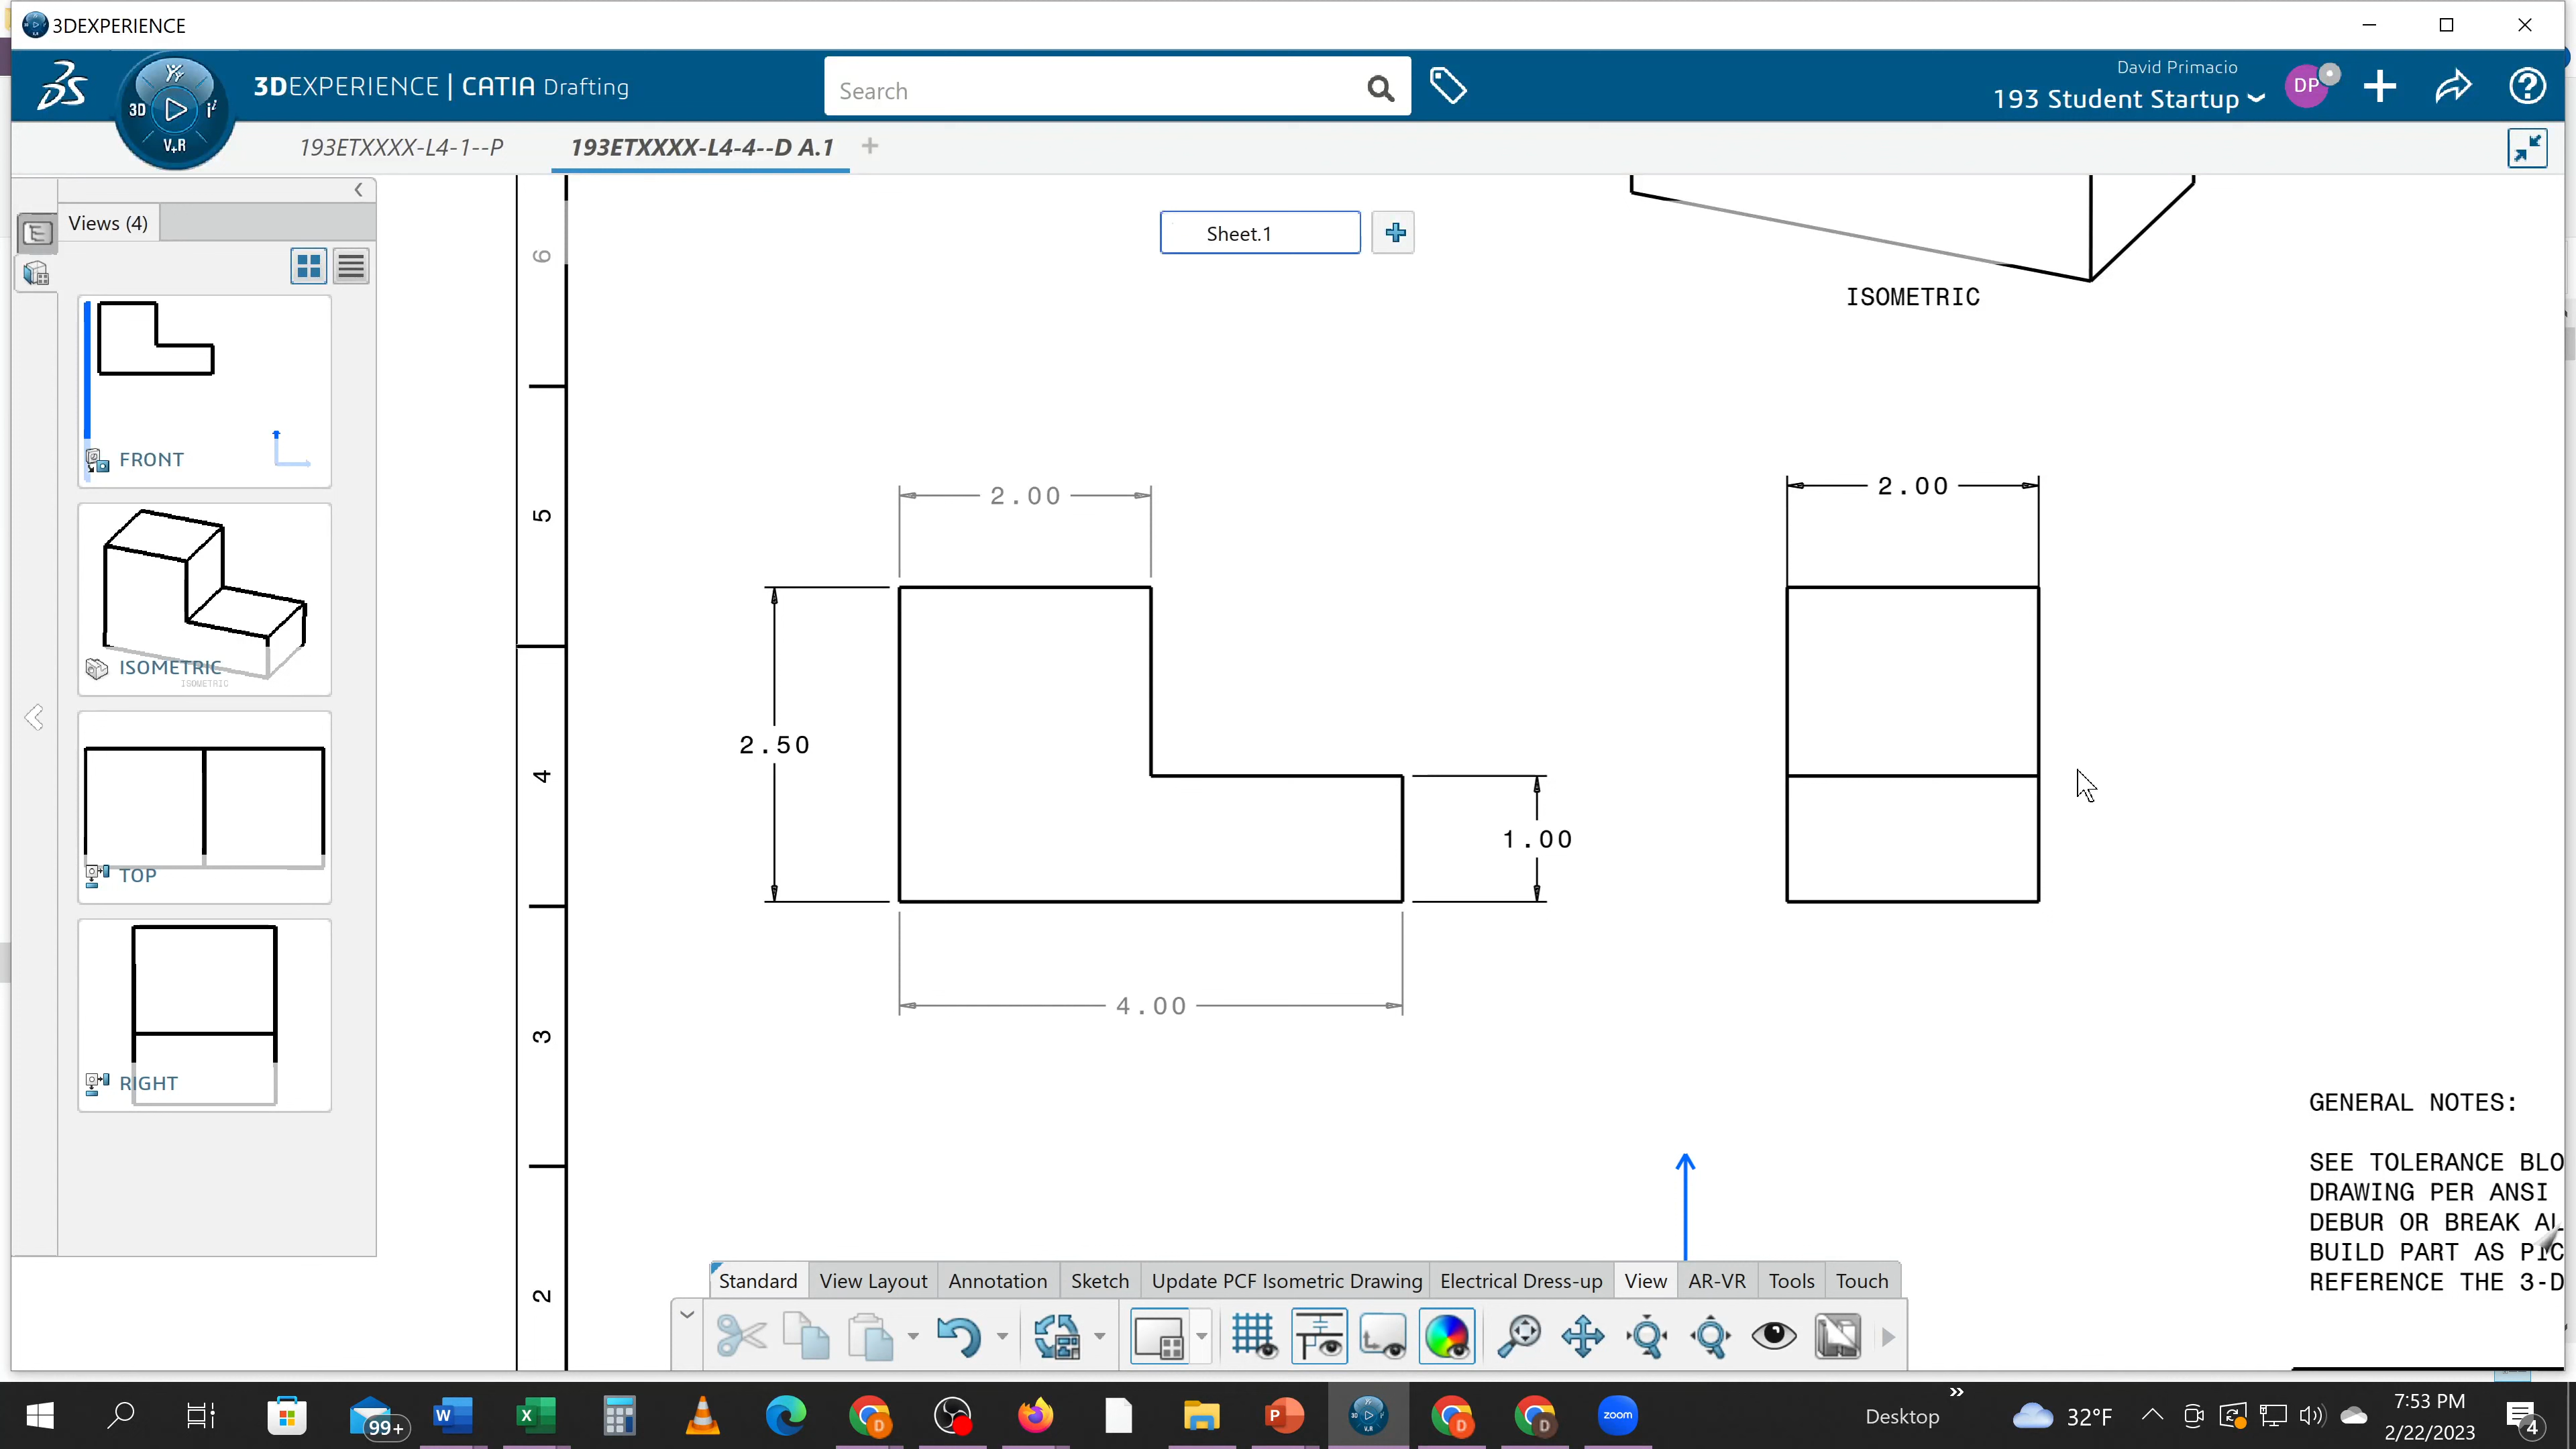 3DEXPERIENCE
3DEXPERIENCE | CATIA Drafting
Search
David Primacio
193 Student Startup
DP
3D
V+R
193ETXXXX-L4-1--P
193ETXXXX-L4-4--D A.1
Views (4)
FRONT
ISOMETRIC
ISOMETRIC
TOP
RIGHT
Sheet.1
ISOMETRIC
6
5
4
3
2
2.00
2.00
2.50
1.00
4.00
GENERAL NOTES:
SEE TOLERANCE BLO
DRAWING PER ANSI
DEBUR OR BREAK AL
BUILD PART AS PIC
REFERENCE THE 3-D
Standard
View Layout
Annotation
Sketch
Update PCF Isometric Drawing
Electrical Dress-up
View
AR-VR
Tools
Touch
99+
zoom
Desktop
32°F
7:53 PM
2/22/2023
4